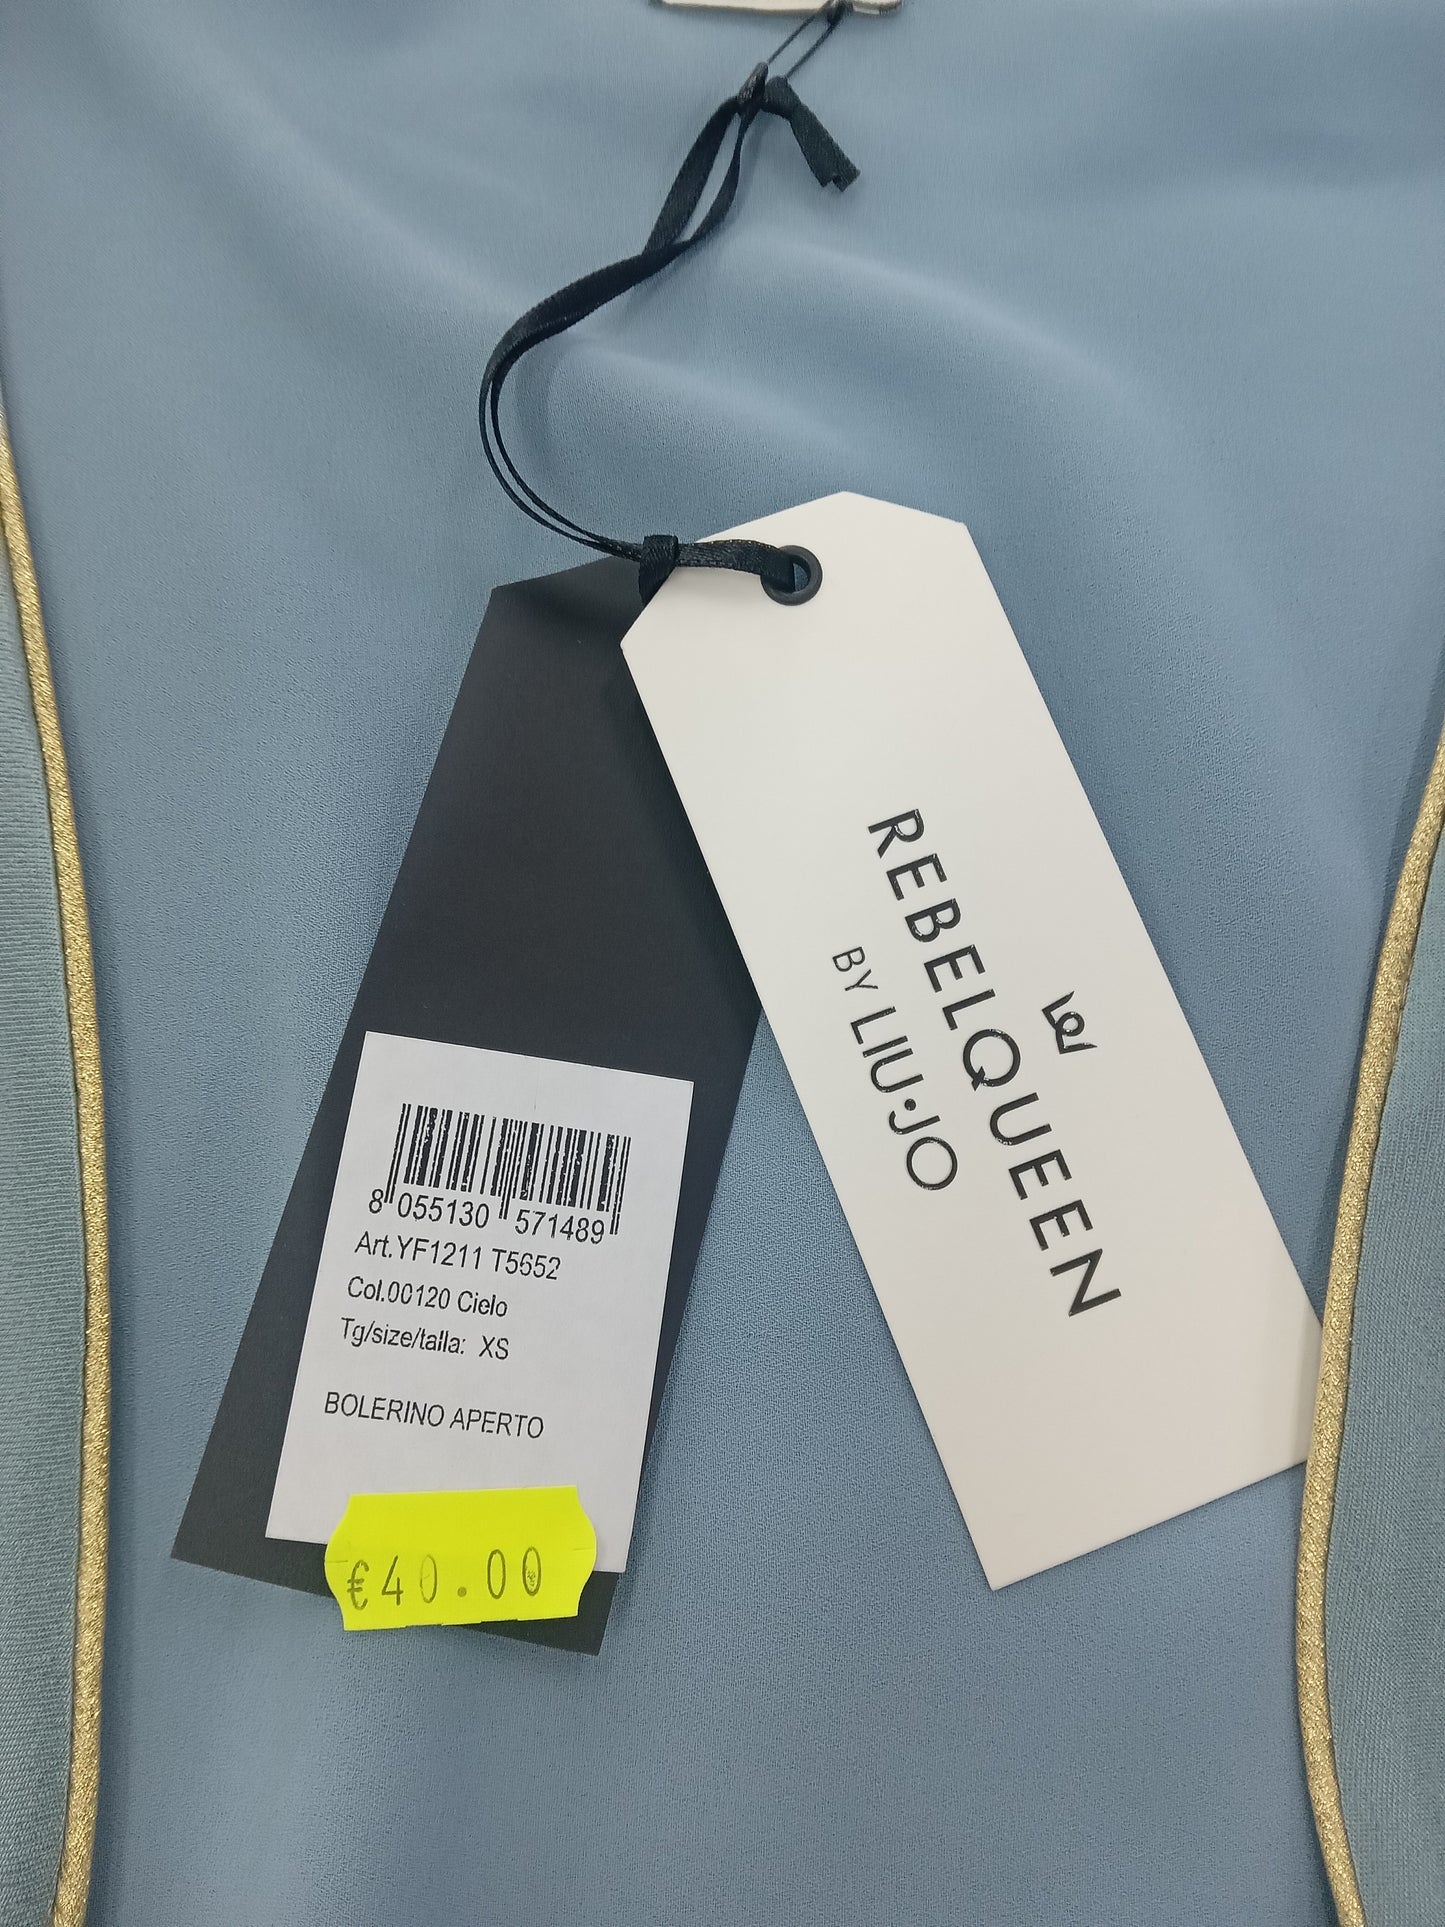 REBELQUEEN
BY LIU·JO
8 055130 571489
Art.YF1211 T5652
Col.00120 Cielo
Tg/size/talla: XS
BOLERINO APERTO
€40.00